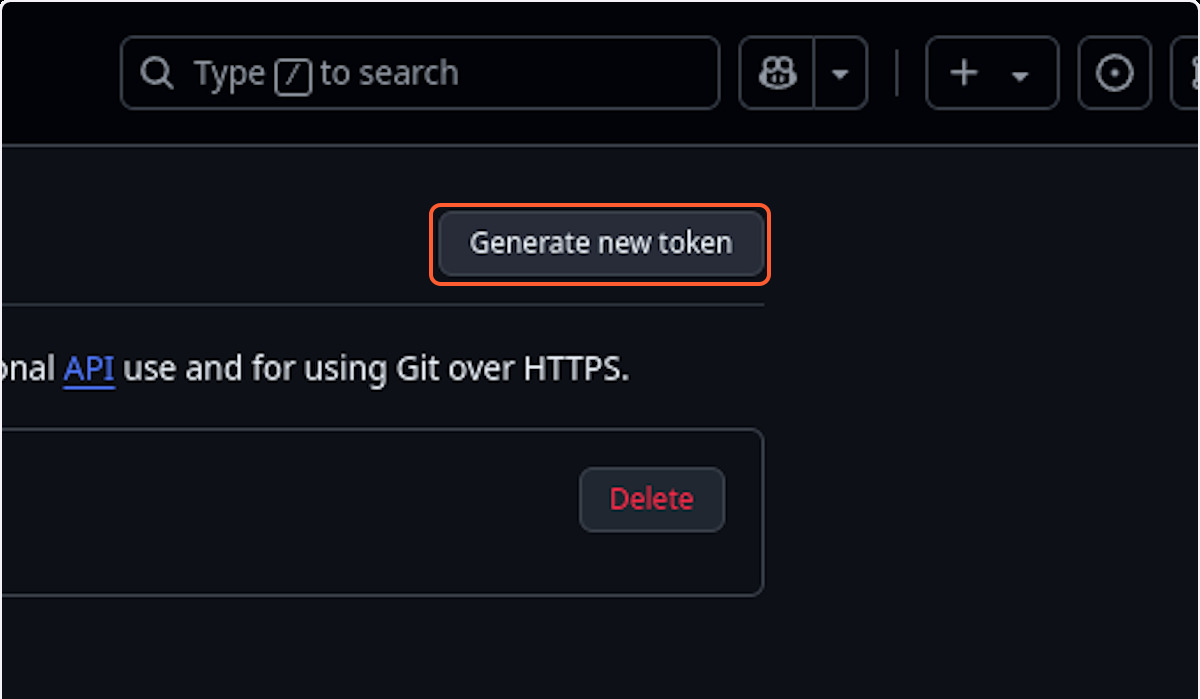 Type / to search
Generate new token
onal API use and for using Git over HTTPS.
Delete